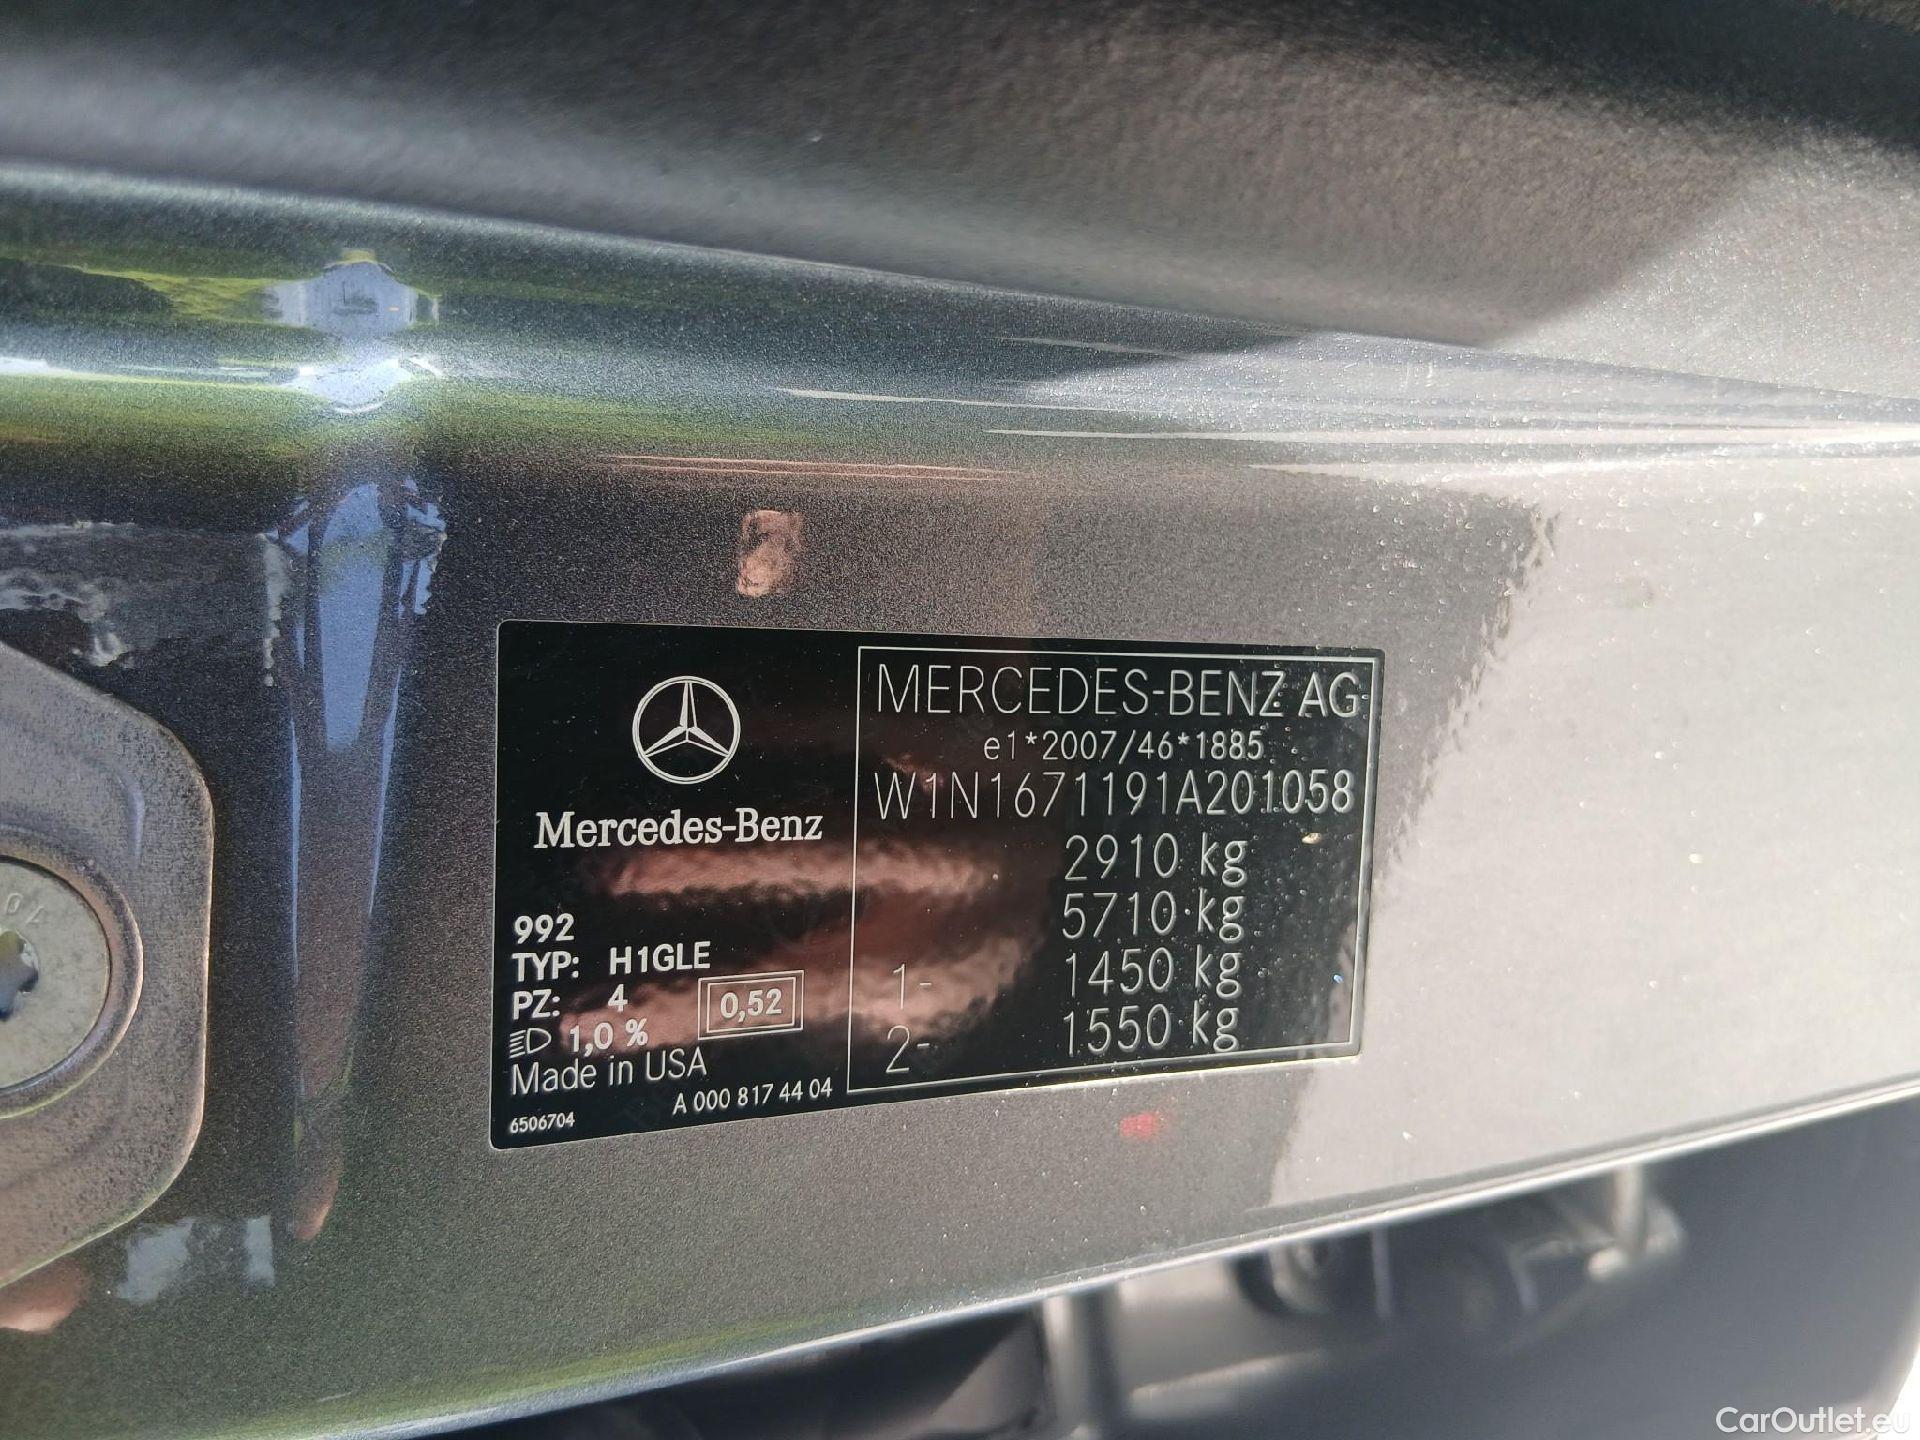 MERCEDES-BENZ AG
e1*2007/46*1885
W1N1671191A201058
2910 kg
5710 kg
1- 1450 kg
2- 1550 kg
Mercedes-Benz
992
TYP: H1GLE
PZ: 4
1,0 %
0,52
Made in USA
A 000 817 44 04
6506704
CarOutlet.eu